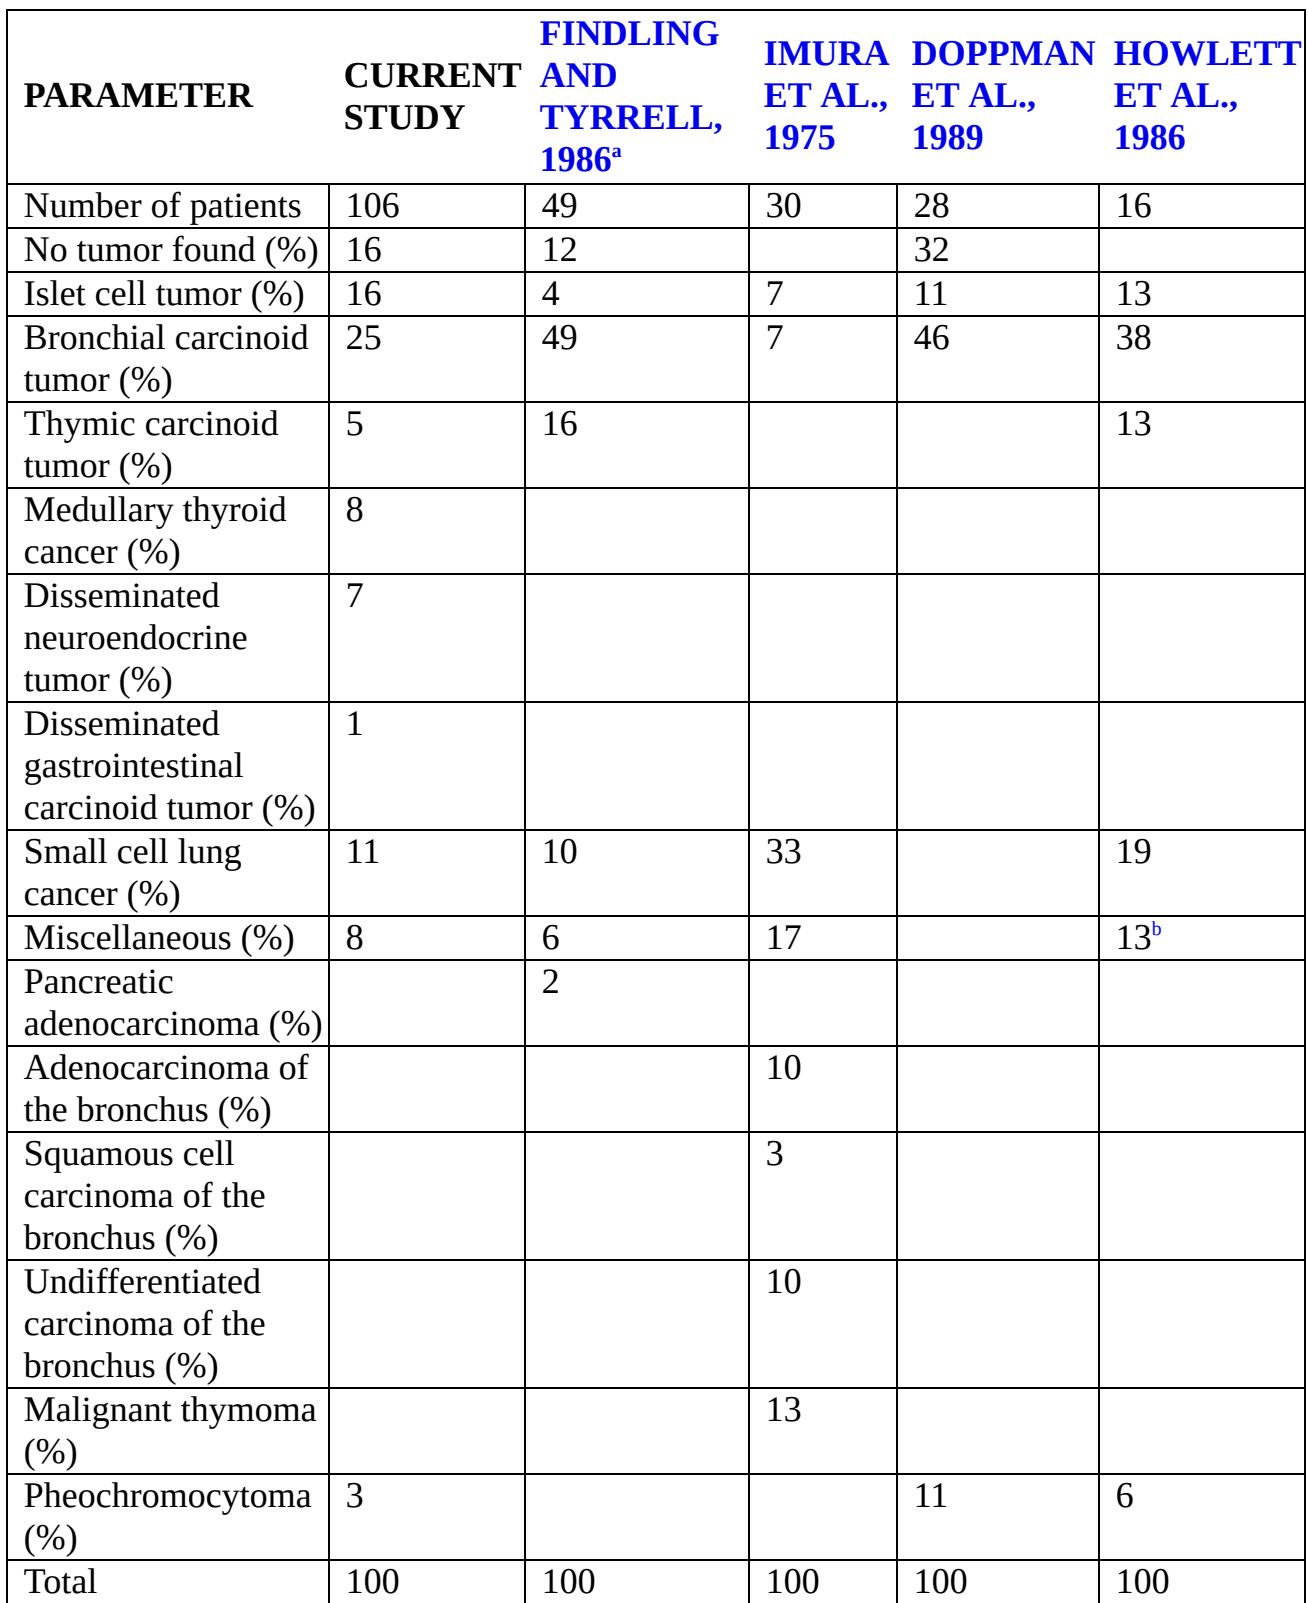 PARAMETER
CURRENT
STUDY
FINDLING
AND
TYRRELL,
1986a
IMURA
ET AL.,
1975
DOPPMAN
ET AL.,
1989
HOWLETT
ET AL.,
1986
Number of patients 106 49 30 28 16
No tumor found (%) 16 12 32
Islet cell tumor (%) 16 4 7 11 13
Bronchial carcinoid 25 49 7 46 38
tumor (%)
Thymic carcinoid 5 16 13
tumor (%)
Medullary thyroid 8
cancer (%)
Disseminated 7
neuroendocrine
tumor (%)
Disseminated 1
gastrointestinal
carcinoid tumor (%)
Small cell lung 11 10 33 19
cancer (%)
Miscellaneous (%) 8 6 17 13b
Pancreatic 2
adenocarcinoma (%)
Adenocarcinoma of 10
the bronchus (%)
Squamous cell 3
carcinoma of the
bronchus (%)
Undifferentiated 10
carcinoma of the
bronchus (%)
Malignant thymoma 13
(%)
Pheochromocytoma 3 11 6
(%)
Total 100 100 100 100 100